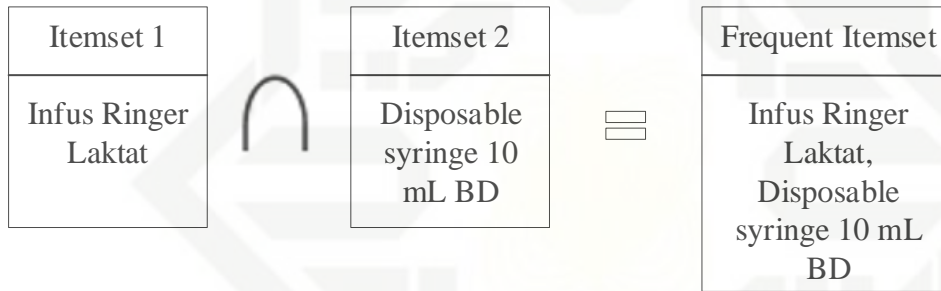 Itemset 1
Infus Ringer
Laktat
∩
Itemset 2
Disposable
syringe 10
mL BD
=
Frequent Itemset
Infus Ringer
Laktat,
Disposable
syringe 10 mL
BD